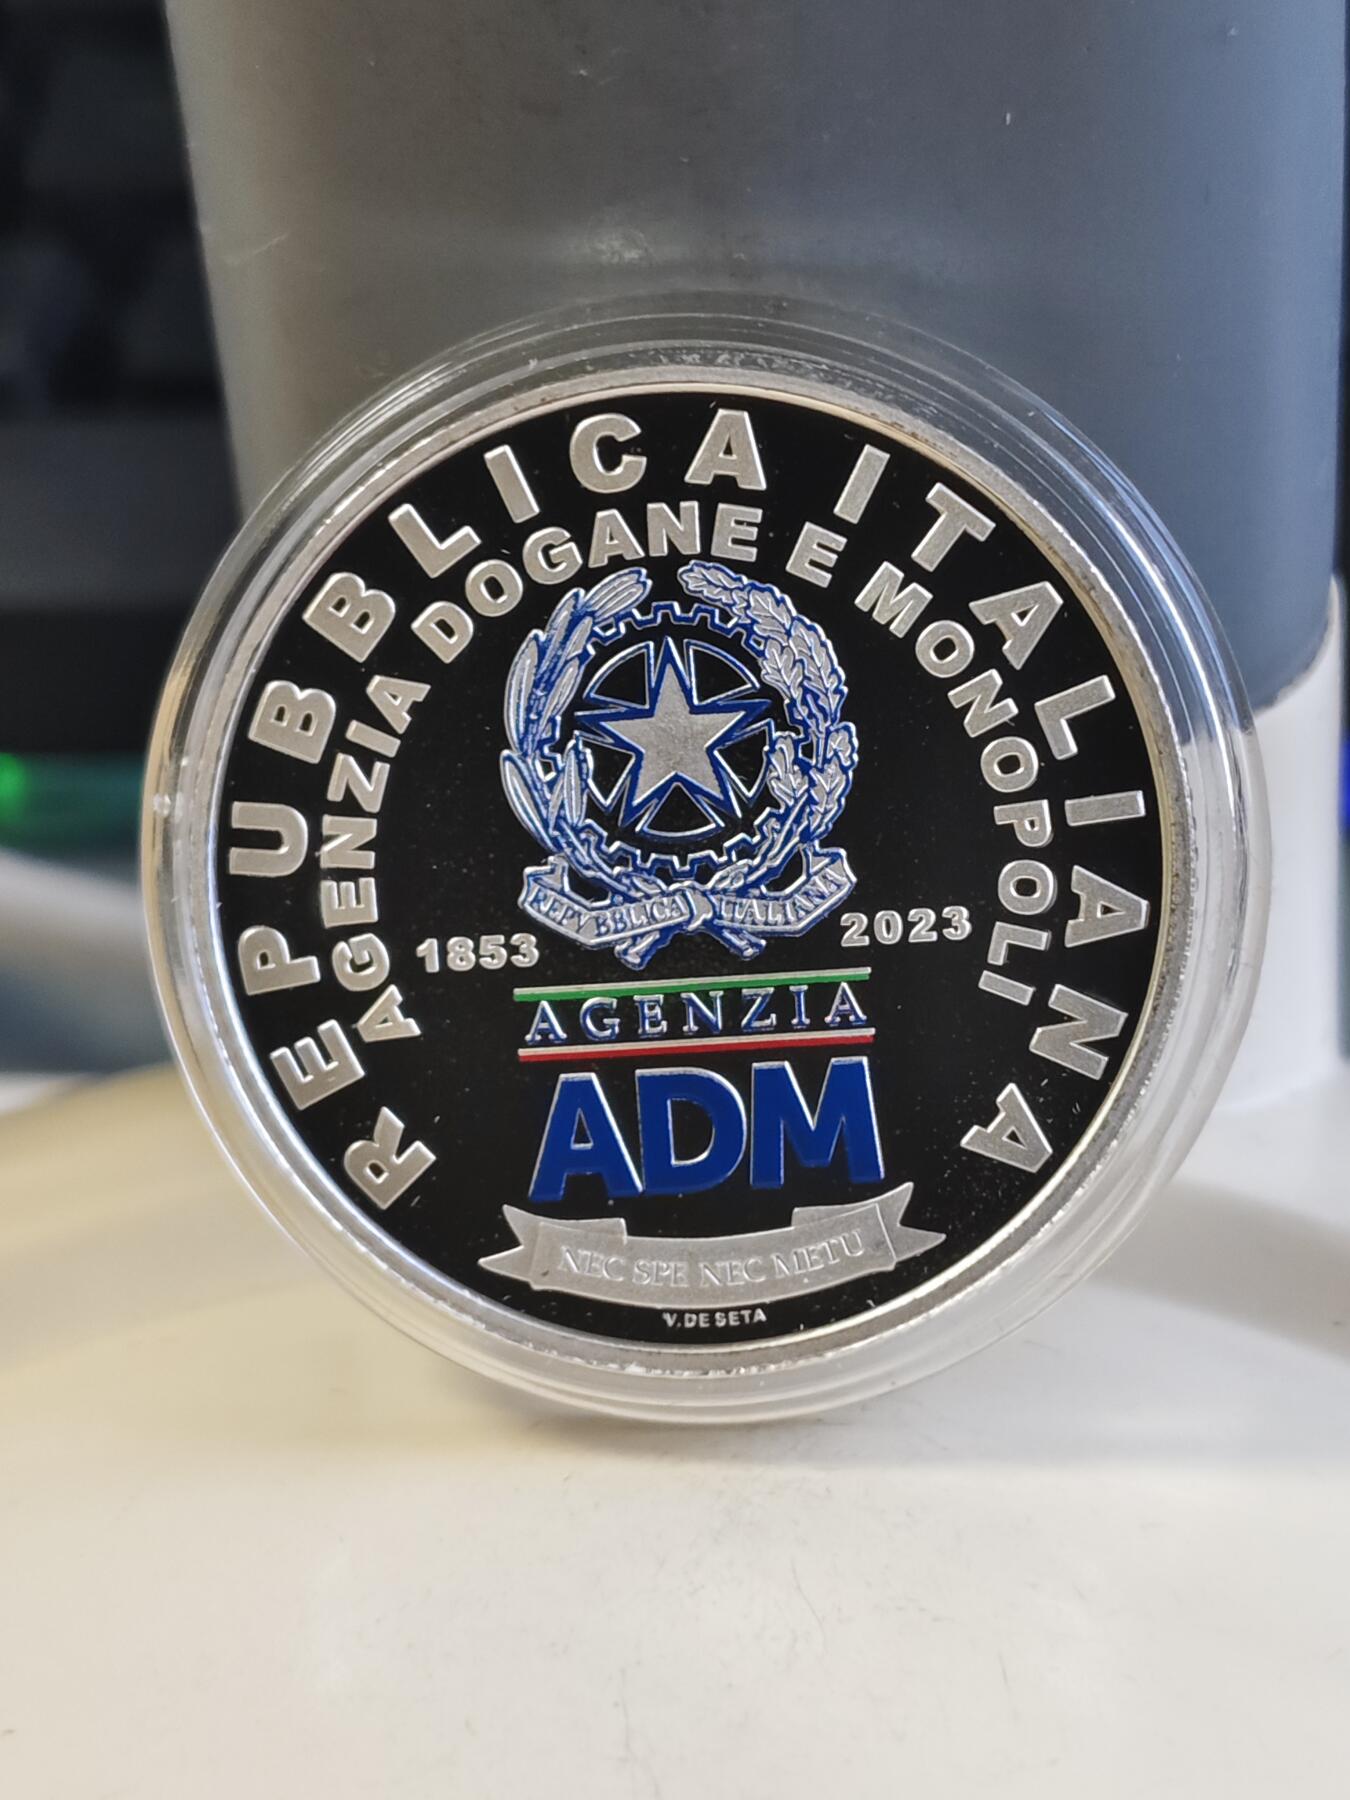 REPUBBLICA ITALIANA
AGENZIA DOGANE E MONOPOLI
REPVBBLICA ITALIANA
1853 2023
AGENZIA
ADM
NEC SPE NEC METU
V. DE SETA